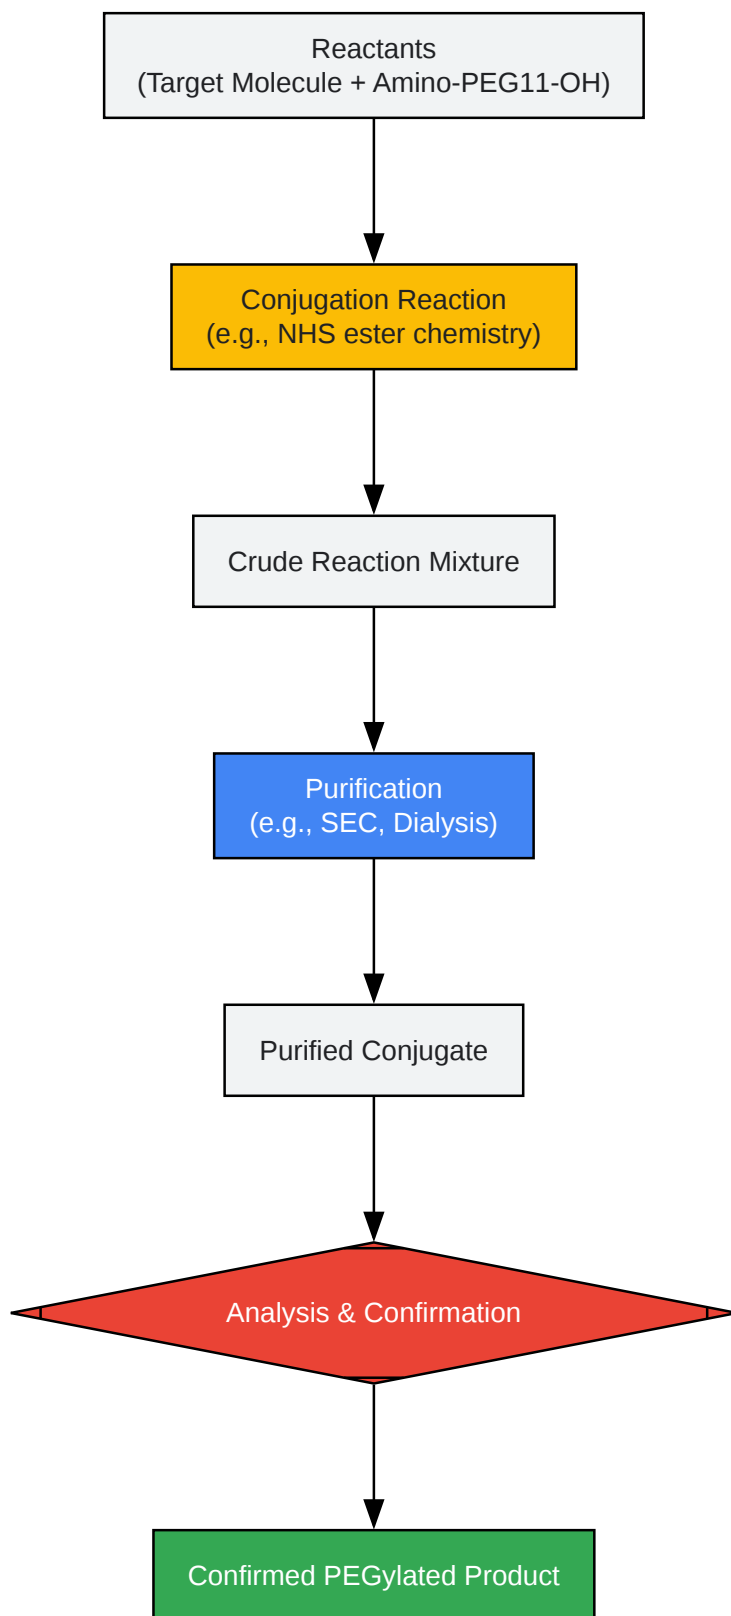 Reactants
(Target Molecule + Amino-PEG11-OH)
Conjugation Reaction
(e.g., NHS ester chemistry)
Crude Reaction Mixture
Purification
(e.g., SEC, Dialysis)
Purified Conjugate
Analysis & Confirmation
Confirmed PEGylated Product